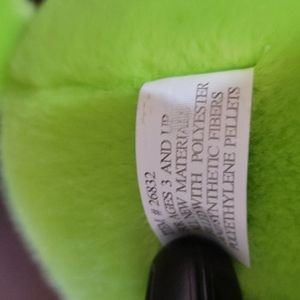 # 26832
AGES 3 AND UP
NEW MATERIAL
WITH POLYESTER
SYNTHETIC FIBERS
POLYETHYLENE PELLETS